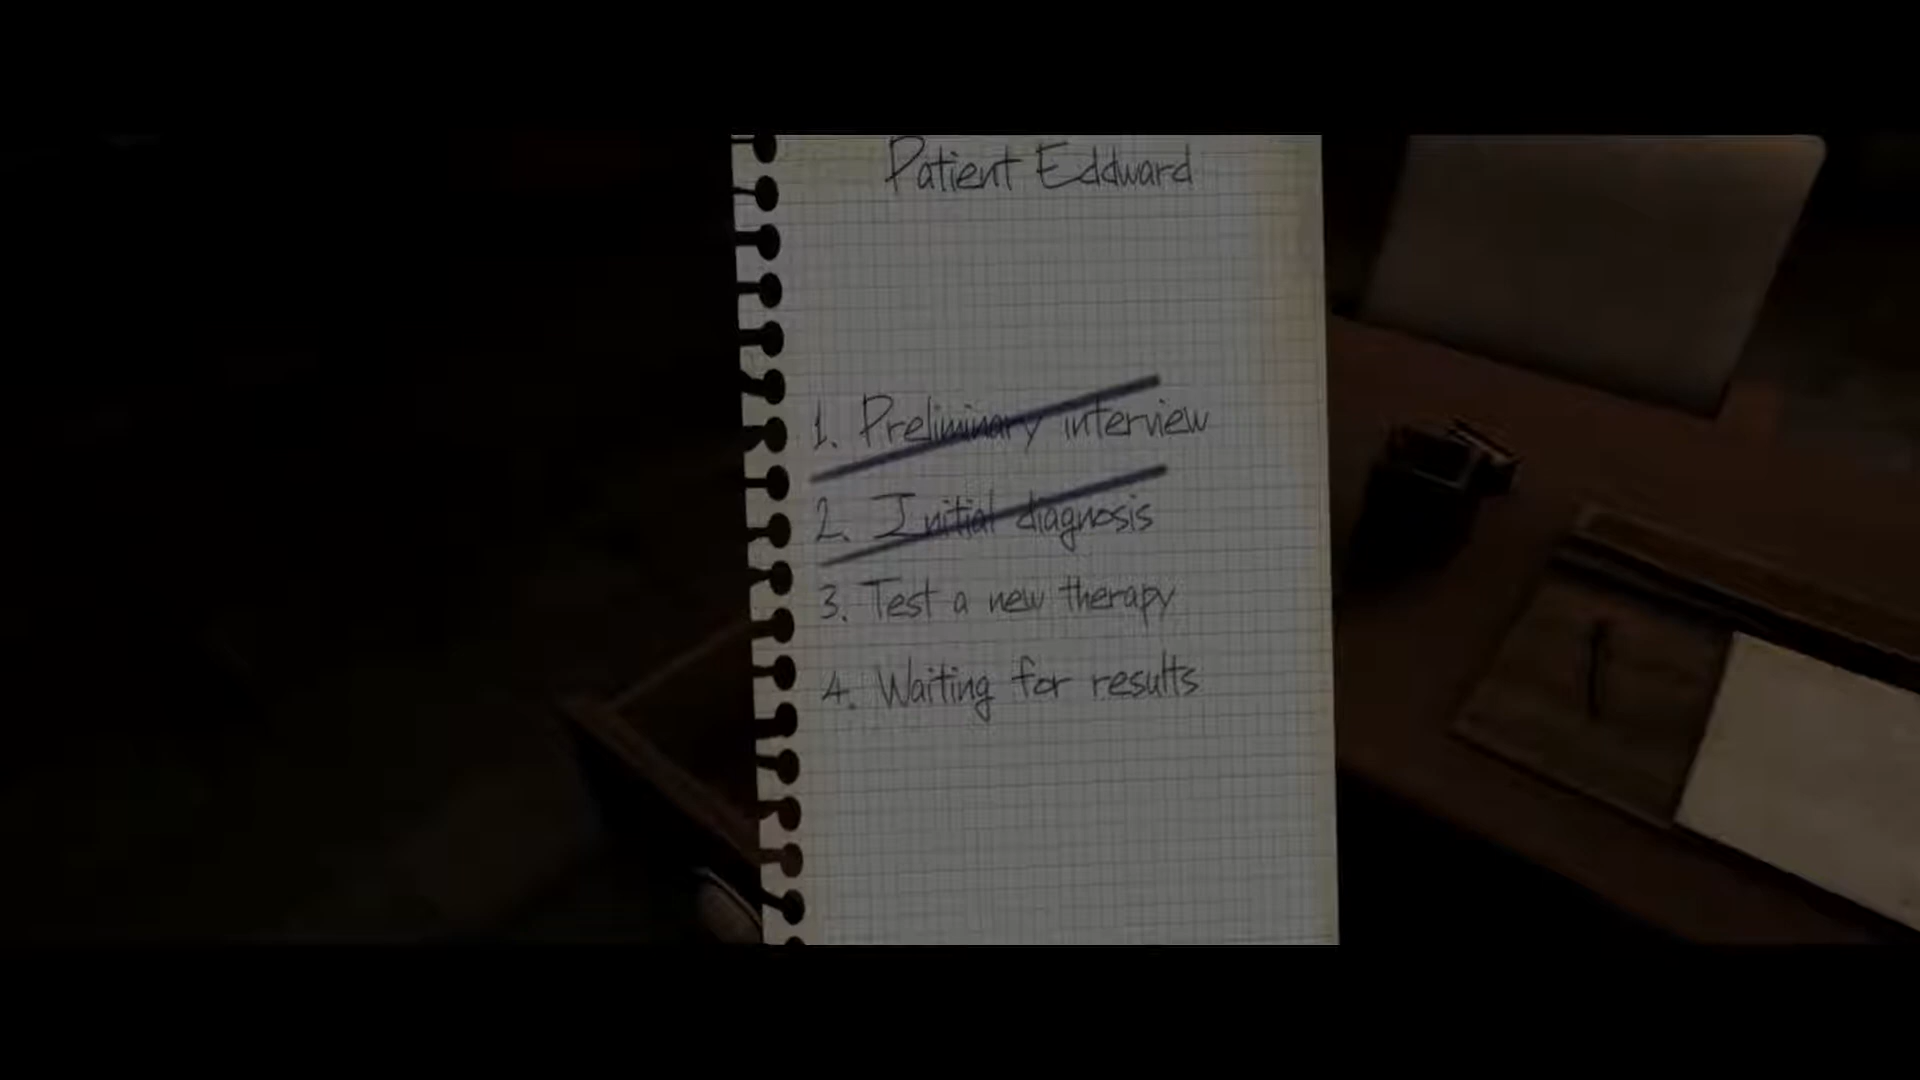 Patient Eddward
1. Preliminary interview
2. Initial diagnosis
3. Test a new therapy
4. Waiting for results